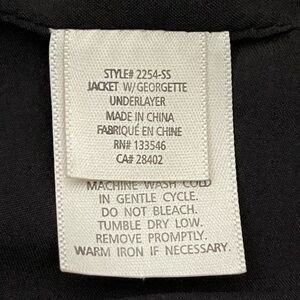 STYLE# 2254-SS
JACKET W/GEORGETTE
UNDERLAYER
MADE IN CHINA
FABRIQUÉ EN CHINE
RN# 133546
CA# 28402
MACHINE WASH COLD
IN GENTLE CYCLE.
DO NOT BLEACH.
TUMBLE DRY LOW.
REMOVE PROMPTLY.
WARM IRON IF NECESSARY.